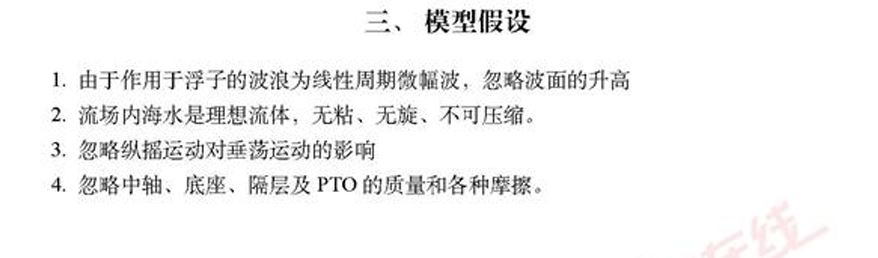 三、 模型假设
1. 由于作用于浮子的波浪为线性周期微幅波，忽略波面的升高
2. 流场内海水是理想流体，无粘、无旋、不可压缩。
3. 忽略纵摇运动对垂荡运动的影响
4. 忽略中轴、底座、隔层及 PTO 的质量和各种摩擦。
在线